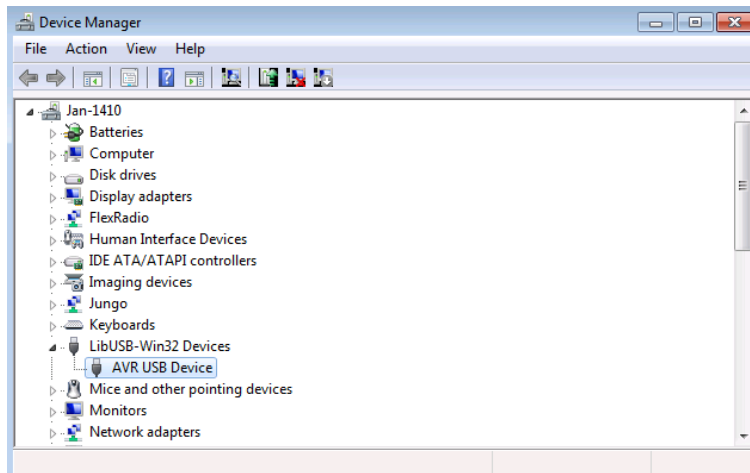 Device Manager
File Action View Help
Jan-1410
Batteries
Computer
Disk drives
Display adapters
FlexRadio
Human Interface Devices
IDE ATA/ATAPI controllers
Imaging devices
Jungo
Keyboards
LibUSB-Win32 Devices
AVR USB Device
Mice and other pointing devices
Monitors
Network adapters